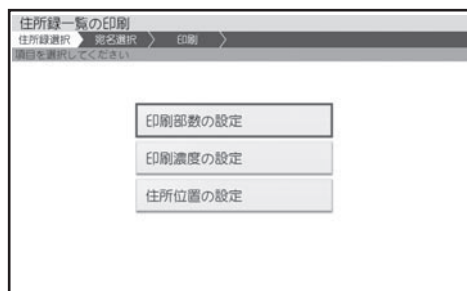 住所録一覧の印刷
住所録選択 宛名選択 印刷
項目を選択してください
印刷部数の設定
印刷濃度の設定
住所位置の設定